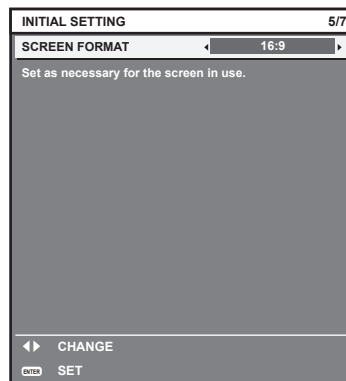 INITIAL SETTING 5/7
SCREEN FORMAT 16:9
Set as necessary for the screen in use.
CHANGE
ENTER SET